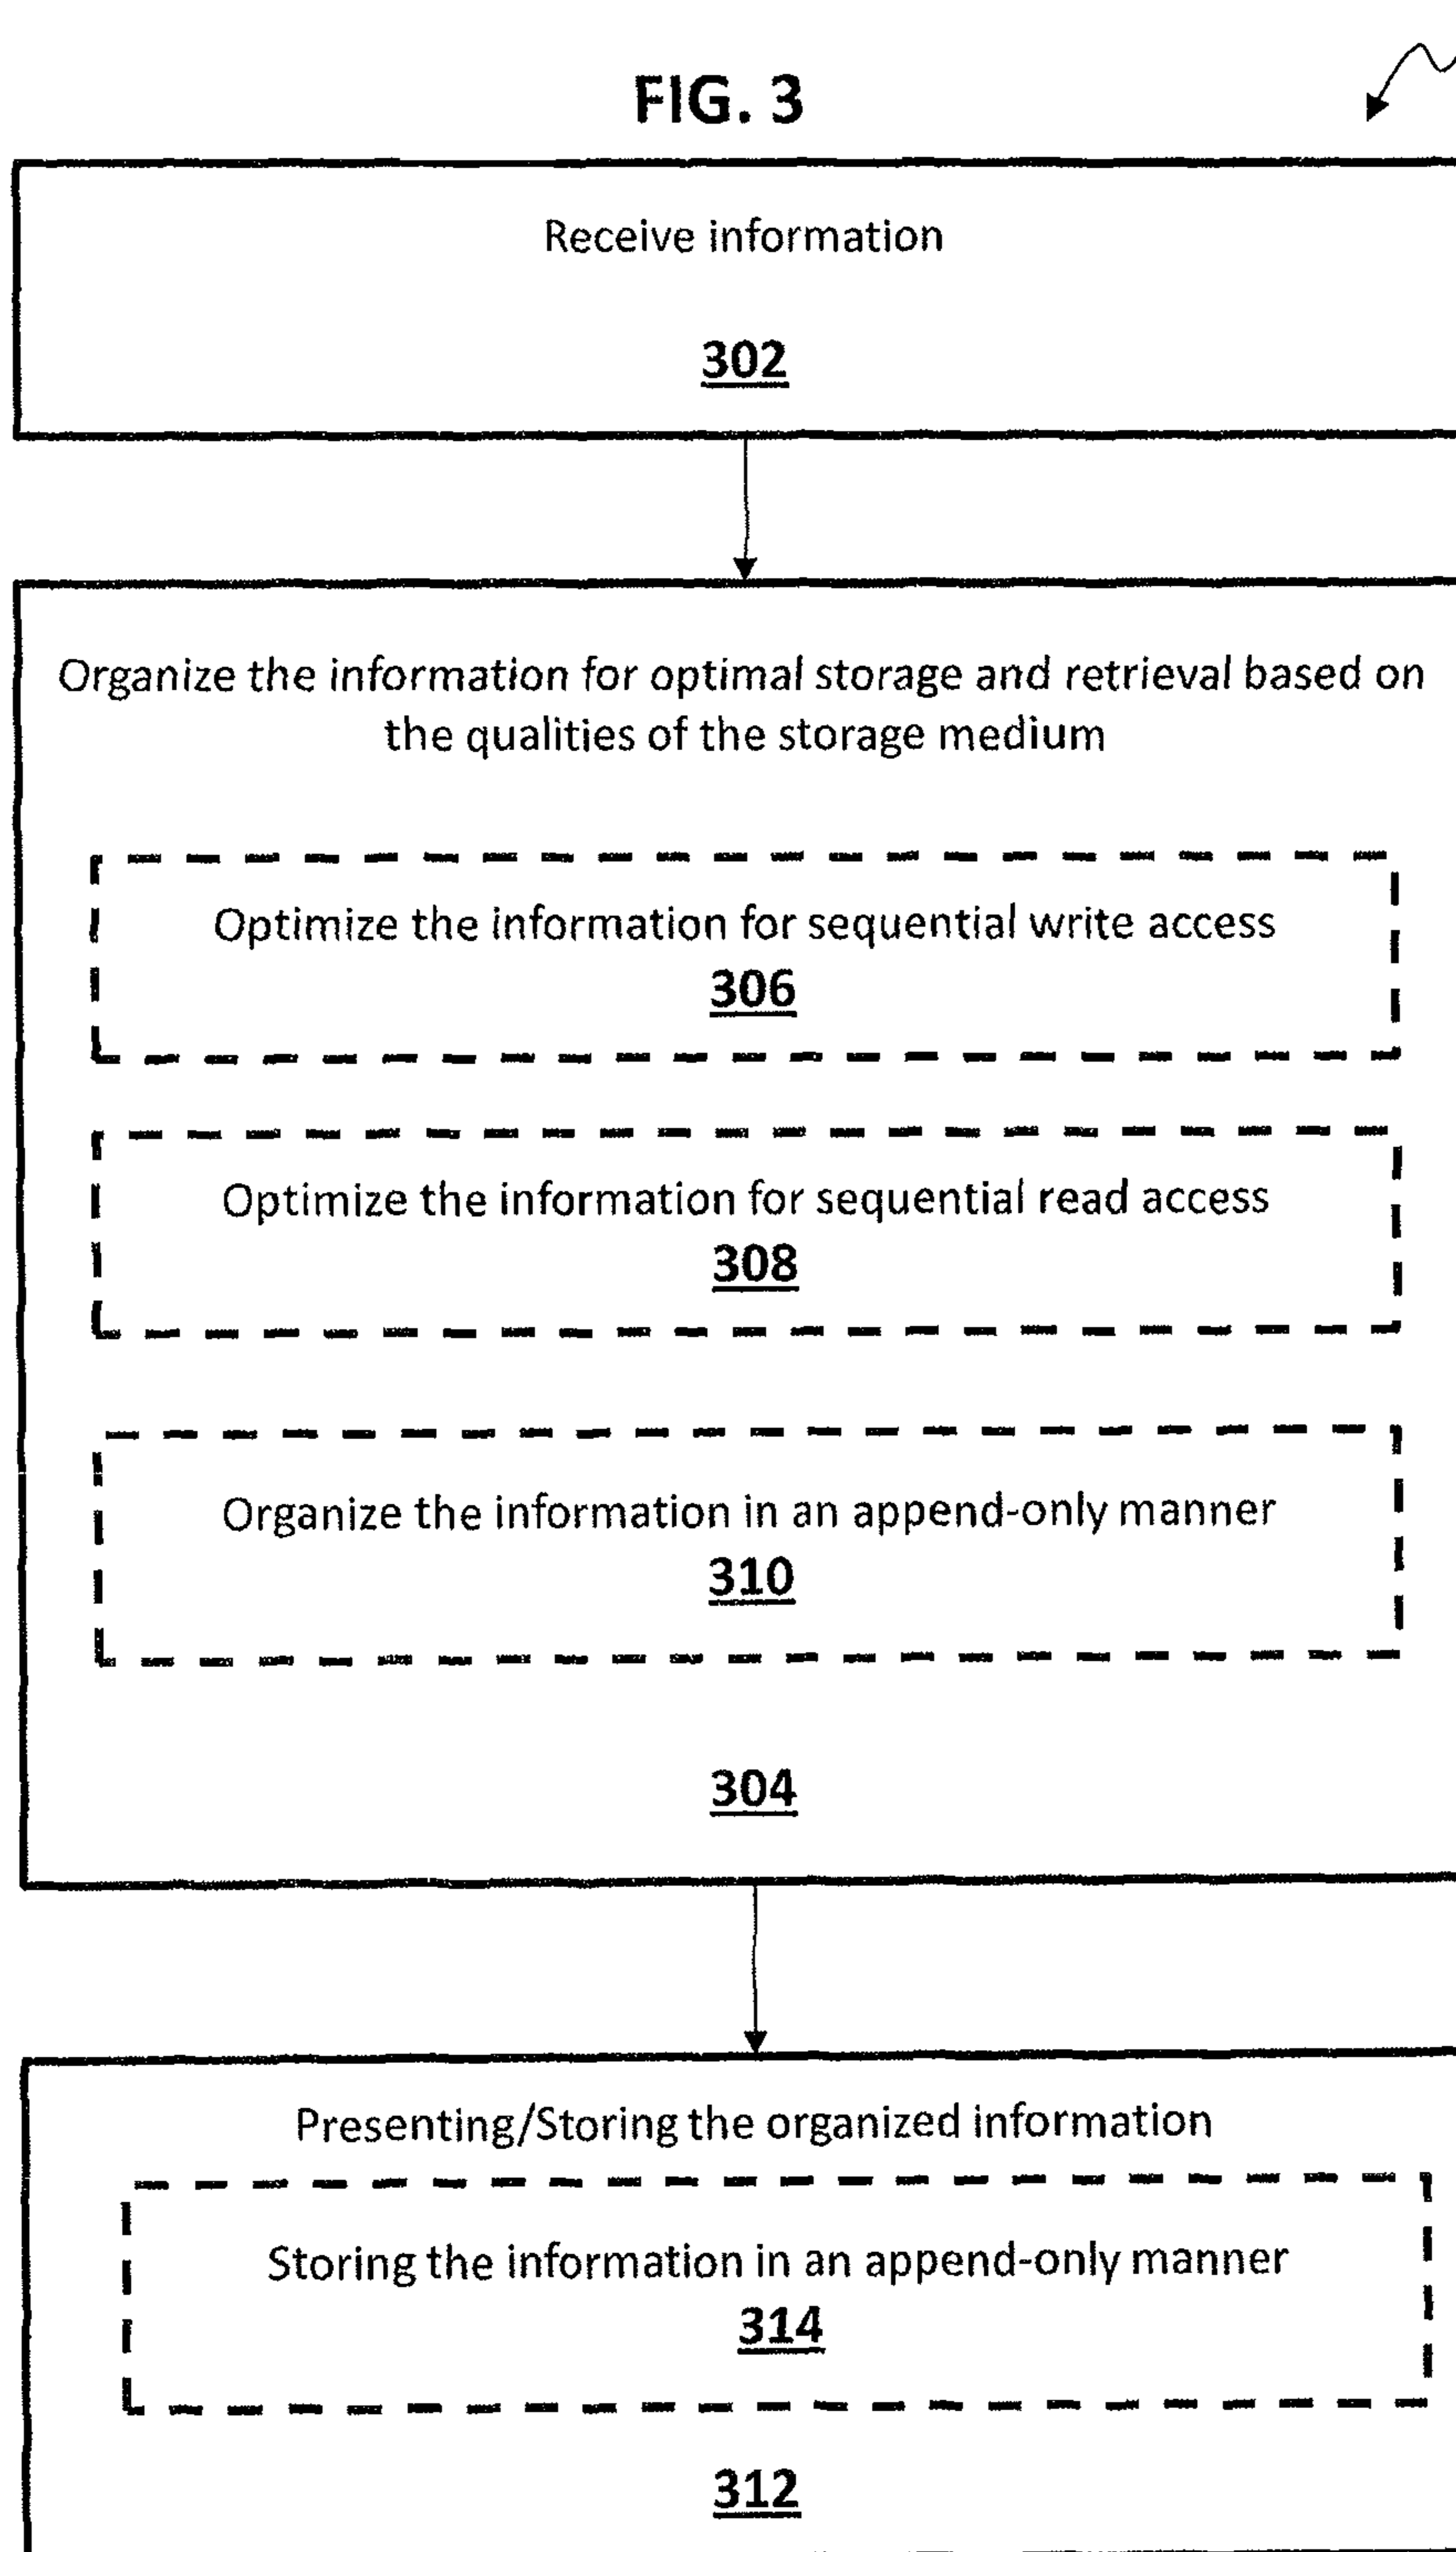 FIG. 3
Receive information
302
Organize the information for optimal storage and retrieval based on
the qualities of the storage medium
Optimize the information for sequential write access
306
Optimize the information for sequential read access
308
Organize the information in an append-only manner
310
304
Presenting/Storing the organized information
Storing the information in an append-only manner
314
312